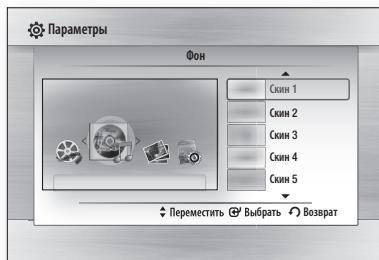 Параметры
Фон
Скин 1
Скин 2
Скин 3
Скин 4
Скин 5
Переместить Выбрать Возврат